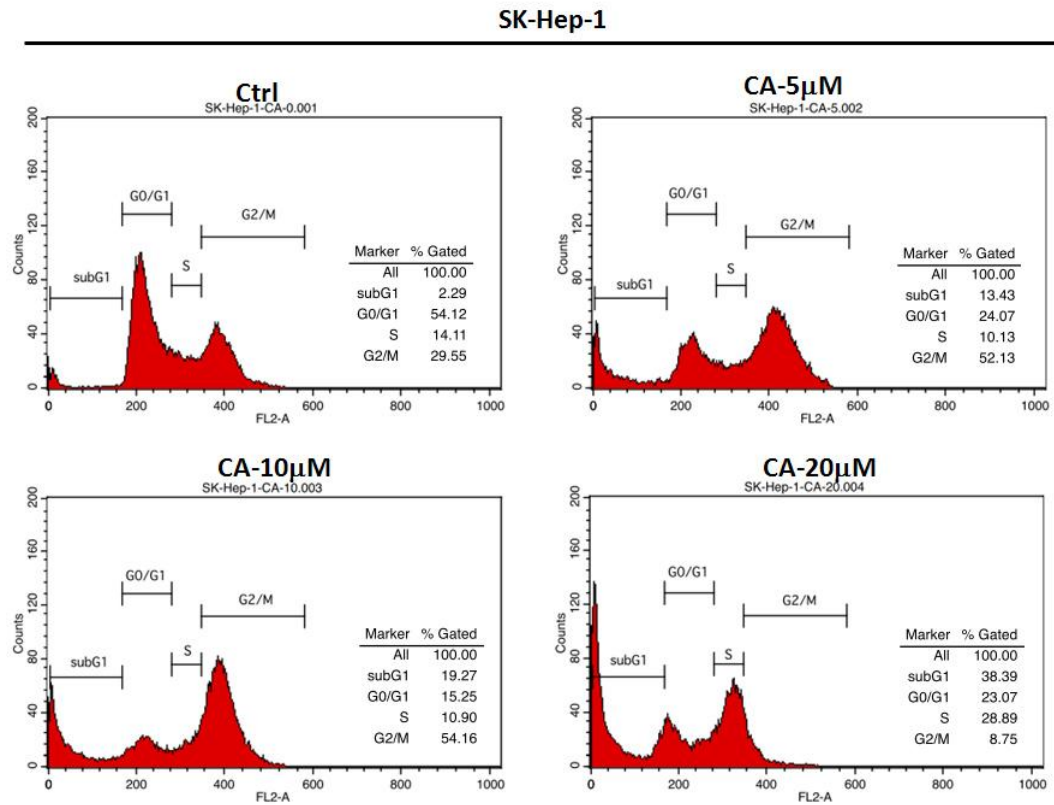 SK-Hep-1
Ctrl
SK-Hep-1-CA-0.001
200
160
120
80
40
0
Counts
subG1
G0/G1
S
G2/M
Marker % Gated
All 100.00
subG1 2.29
G0/G1 54.12
S 14.11
G2/M 29.55
0 200 400 600 800 1000
FL2-A
CA-5µM
SK-Hep-1-CA-5.002
200
160
120
80
40
0
Counts
subG1
G0/G1
S
G2/M
Marker % Gated
All 100.00
subG1 13.43
G0/G1 24.07
S 10.13
G2/M 52.13
0 200 400 600 800 1000
FL2-A
CA-10µM
SK-Hep-1-CA-10.003
200
160
120
80
40
0
Counts
subG1
G0/G1
S
G2/M
Marker % Gated
All 100.00
subG1 19.27
G0/G1 15.25
S 10.90
G2/M 54.16
0 200 400 600 800 1000
FL2-A
CA-20µM
SK-Hep-1-CA-20.004
200
160
120
80
40
0
Counts
subG1
G0/G1
S
G2/M
Marker % Gated
All 100.00
subG1 38.39
G0/G1 23.07
S 28.89
G2/M 8.75
0 200 400 600 800 1000
FL2-A